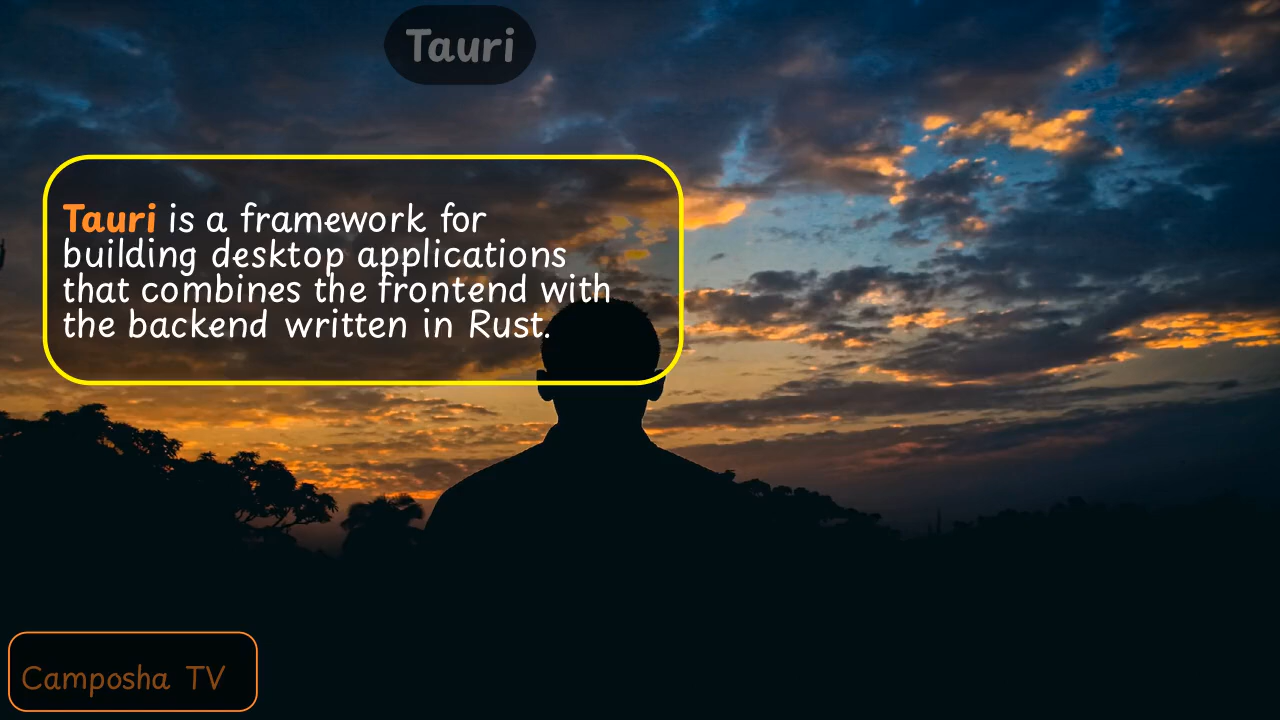 Tauri
Tauri is a framework for
building desktop applications
that combines the frontend with
the backend written in Rust.
Camposha TV